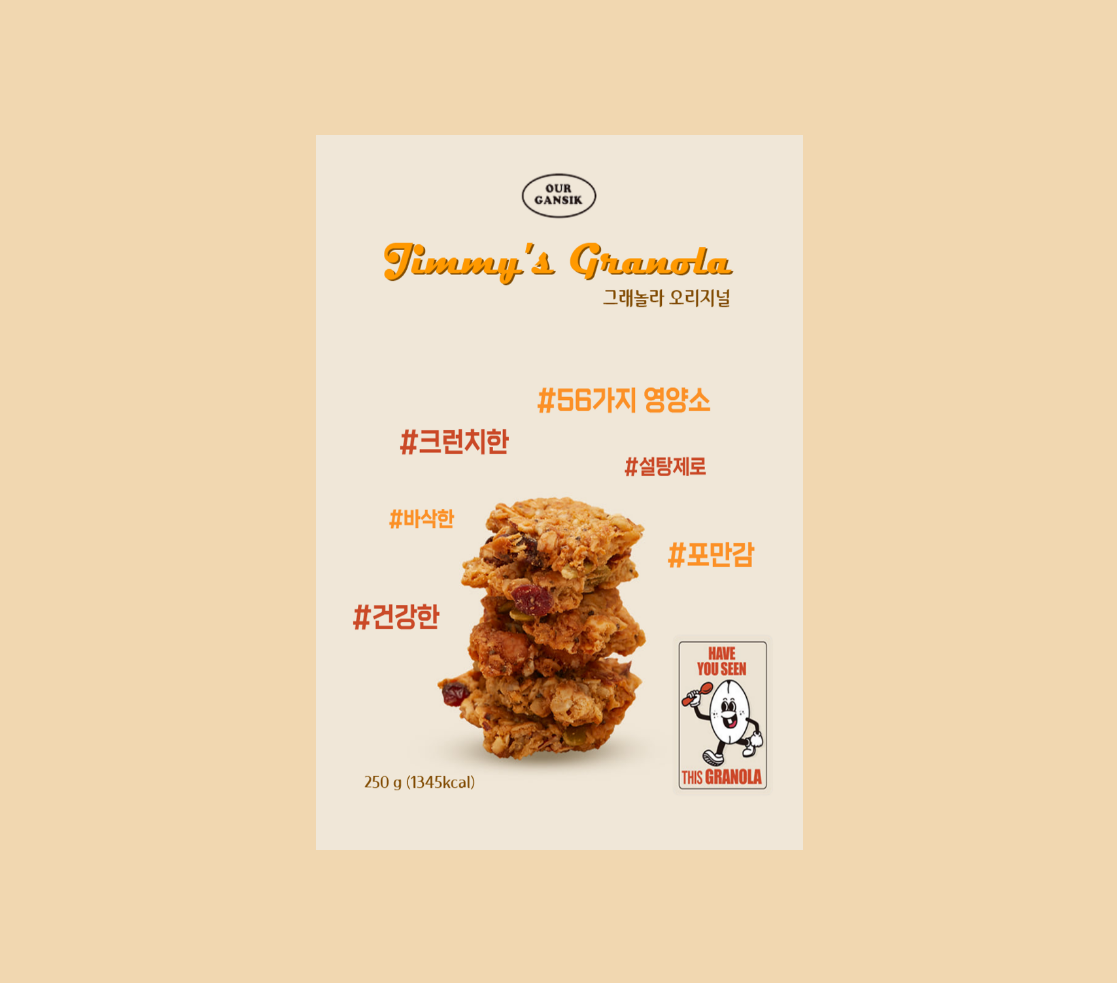 OUR
GANSIK
Jimmy's Granola
그래놀라 오리지널
#56가지 영양소
#크런치한
#설탕제로
#바삭한
#포만감
#건강한
HAVE
YOU SEEN
THIS GRANOLA
250 g (1345kcal)